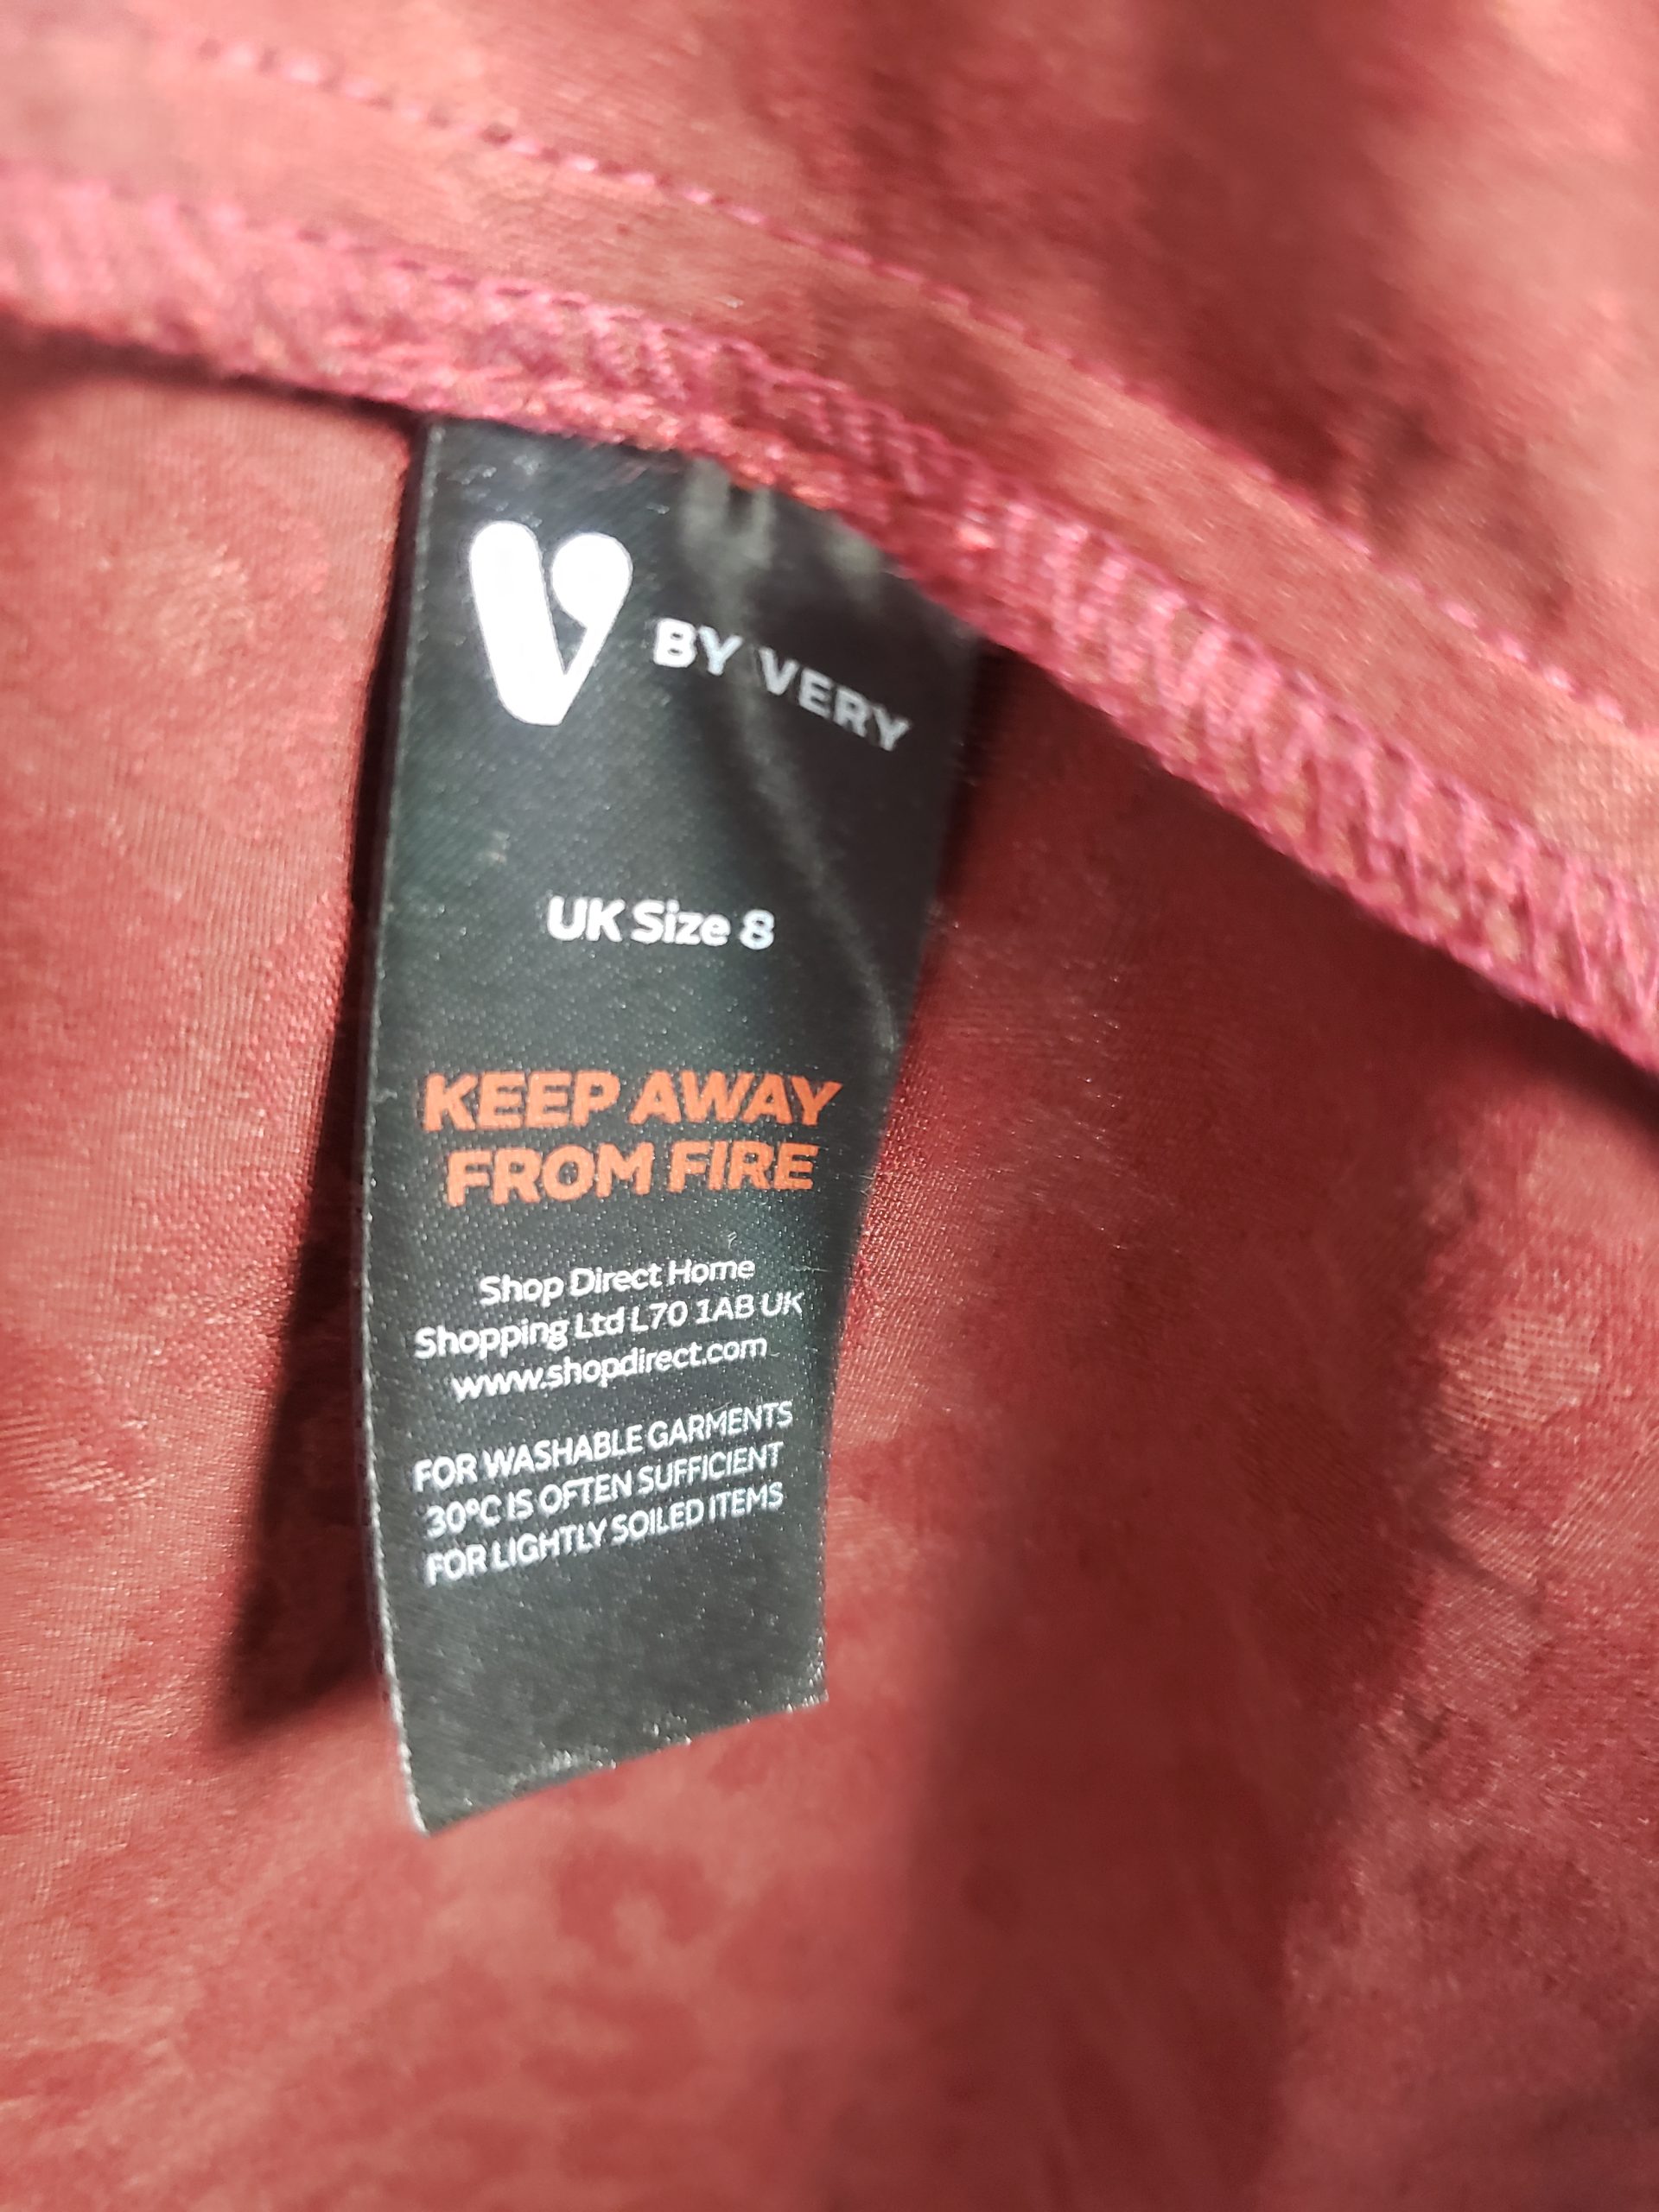 V BY VERY
UK Size 8
KEEP AWAY
FROM FIRE
Shop Direct Home
Shopping Ltd L70 1AB UK
www.shopdirect.com
FOR WASHABLE GARMENTS
30°C IS OFTEN SUFFICIENT
FOR LIGHTLY SOILED ITEMS